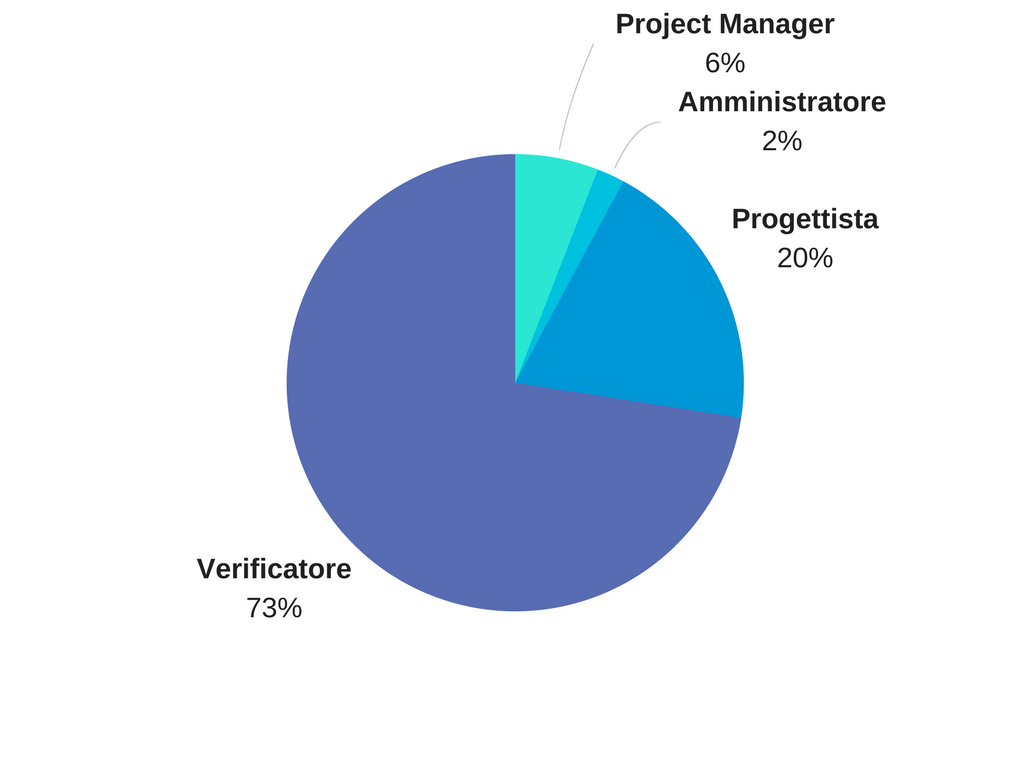 Project Manager
6%
Amministratore
2%
Progettista
20%
Verificatore
73%